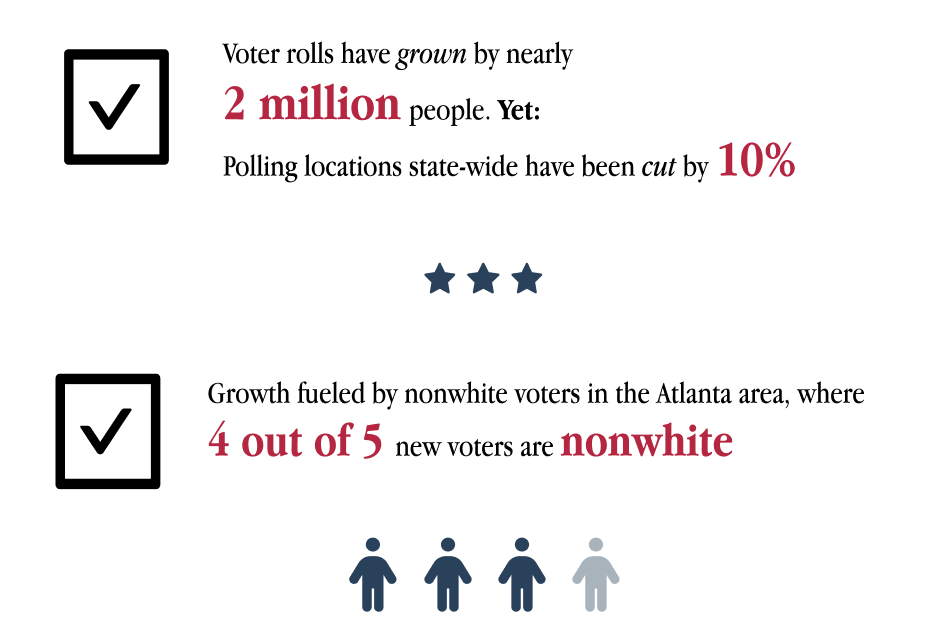 Voter rolls have grown by nearly
2 million people. Yet:
Polling locations state-wide have been cut by 10%
Growth fueled by nonwhite voters in the Atlanta area, where
4 out of 5 new voters are nonwhite